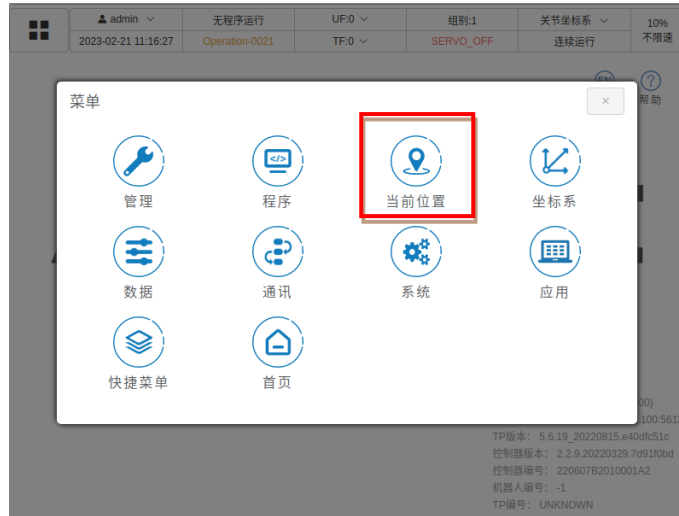 admin
无程序运行
UF:0
组别:1
关节坐标系
10%
不限速
2023-02-21 11:16:27
Operation-0021
TF:0
SERVO_OFF
连续运行
EN
?
帮助
菜单
×
管理
程序
当前位置
坐标系
数据
通讯
系统
应用
快捷菜单
首页
00)
100:561
TP版本： 5.6.19_20220815.e40dfc51c
控制器版本： 2.2.9.20220329.7d91f0bd
控制器编号： 220607B2010001A2
机器人编号： -1
TP编号： UNKNOWN